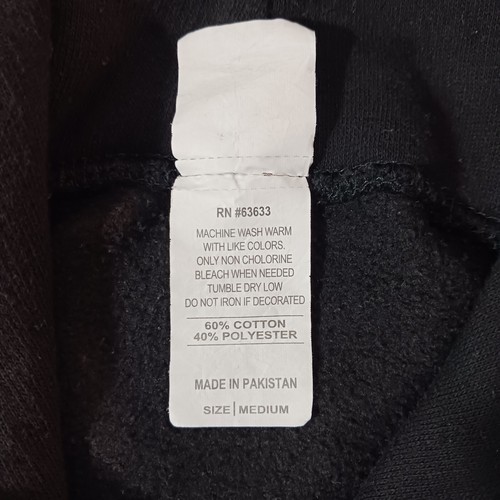 RN #63633
MACHINE WASH WARM
WITH LIKE COLORS.
ONLY NON CHOLORINE
BLEACH WHEN NEEDED
TUMBLE DRY LOW
DO NOT IRON IF DECORATED
60% COTTON
40% POLYESTER
MADE IN PAKISTAN
SIZE | MEDIUM